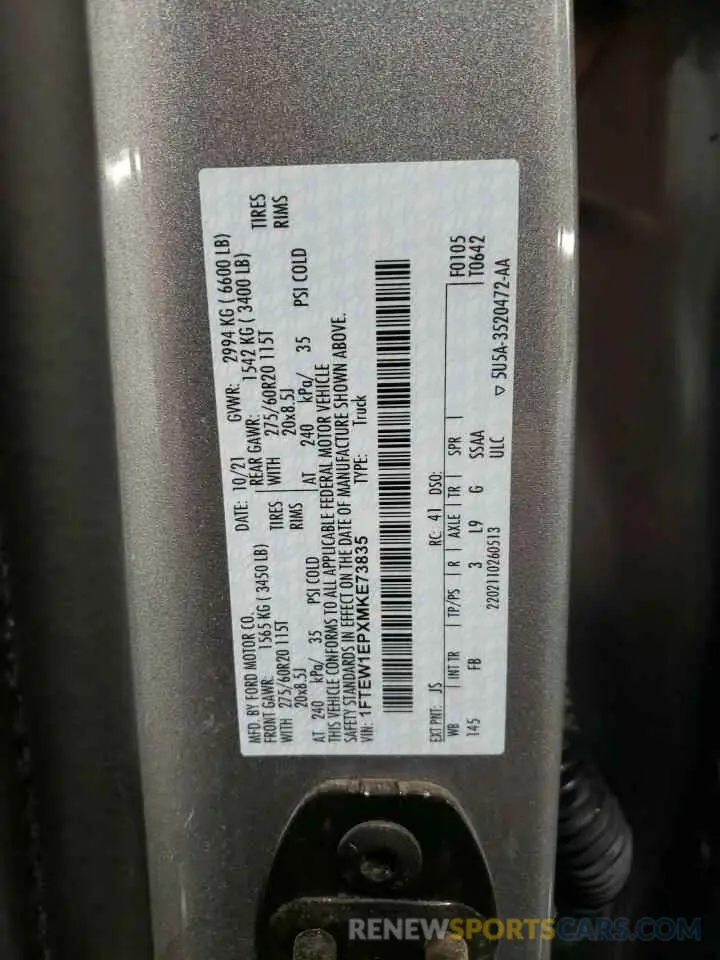 MFD. BY FORD MOTOR CO.
DATE: 10/21 GVWR: 2994 KG ( 6600 LB)
FRONT GAWR: 1565 KG ( 3450 LB) REAR GAWR: 1542 KG ( 3400 LB)
WITH 275/60R20 115T TIRES WITH 275/60R20 115T TIRES
20x8.5J RIMS 20x8.5J RIMS
AT 240 kPa/ 35 PSI COLD AT 240 kPa/ 35 PSI COLD
THIS VEHICLE CONFORMS TO ALL APPLICABLE FEDERAL MOTOR VEHICLE
SAFETY STANDARDS IN EFFECT ON THE DATE OF MANUFACTURE SHOWN ABOVE.
VIN: 1FTEW1EPXMKE73835 TYPE: Truck
EXT PNT: JS RC: 41 DSO: F0105
WB INT TR TP/PS R AXLE TR SPR T0642
145 FB 3 L9 G SSAA
2202110260513 ULC ▽ 5U5A-3520472-AA
RENEWSPORTSCARS.COM